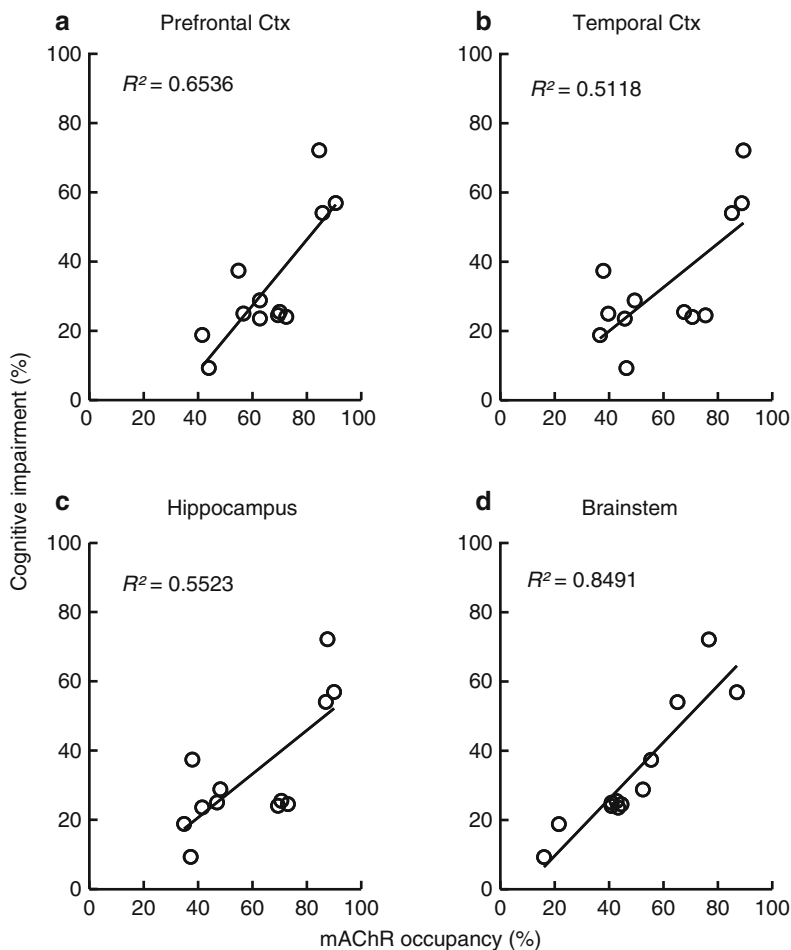 a
Prefrontal Ctx
100
80
60
40
20
0
R² = 0.6536
0 20 40 60 80 100
b
Temporal Ctx
100
80
60
40
20
0
R² = 0.5118
0 20 40 60 80 100
Cognitive impairment (%)
c
Hippocampus
100
80
60
40
20
0
R² = 0.5523
0 20 40 60 80 100
d
Brainstem
100
80
60
40
20
0
R² = 0.8491
0 20 40 60 80 100
mAChR occupancy (%)